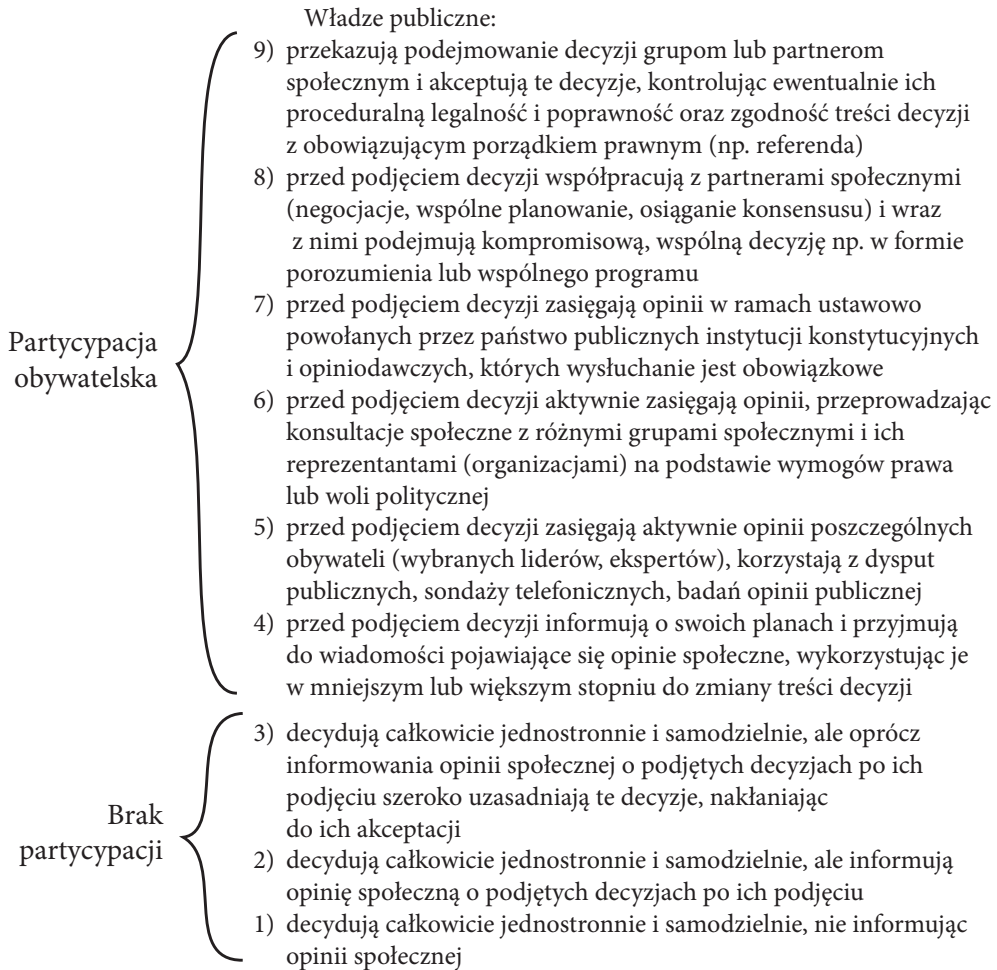 Władze publiczne:
9) przekazują podejmowanie decyzji grupom lub partnerom
społecznym i akceptują te decyzje, kontrolując ewentualnie ich
proceduralną legalność i poprawność oraz zgodność treści decyzji
z obowiązującym porządkiem prawnym (np. referenda)
8) przed podjęciem decyzji współpracują z partnerami społecznymi
(negocjacje, wspólne planowanie, osiąganie konsensusu) i wraz
z nimi podejmują kompromisową, wspólną decyzję np. w formie
porozumienia lub wspólnego programu
7) przed podjęciem decyzji zasięgają opinii w ramach ustawowo
powołanych przez państwo publicznych instytucji konstytucyjnych
i opiniodawczych, których wysłuchanie jest obowiązkowe
6) przed podjęciem decyzji aktywnie zasięgają opinii, przeprowadzając
konsultacje społeczne z różnymi grupami społecznymi i ich
reprezentantami (organizacjami) na podstawie wymogów prawa
lub woli politycznej
5) przed podjęciem decyzji zasięgają aktywnie opinii poszczególnych
obywateli (wybranych liderów, ekspertów), korzystają z dysput
publicznych, sondaży telefonicznych, badań opinii publicznej
4) przed podjęciem decyzji informują o swoich planach i przyjmują
do wiadomości pojawiające się opinie społeczne, wykorzystując je
w mniejszym lub większym stopniu do zmiany treści decyzji
Partycypacja
obywatelska
3) decydują całkowicie jednostronnie i samodzielnie, ale oprócz
informowania opinii społecznej o podjętych decyzjach po ich
podjęciu szeroko uzasadniają te decyzje, nakłaniając
do ich akceptacji
2) decydują całkowicie jednostronnie i samodzielnie, ale informują
opinię społeczną o podjętych decyzjach po ich podjęciu
1) decydują całkowicie jednostronnie i samodzielnie, nie informując
opinii społecznej
Brak
partycypacji